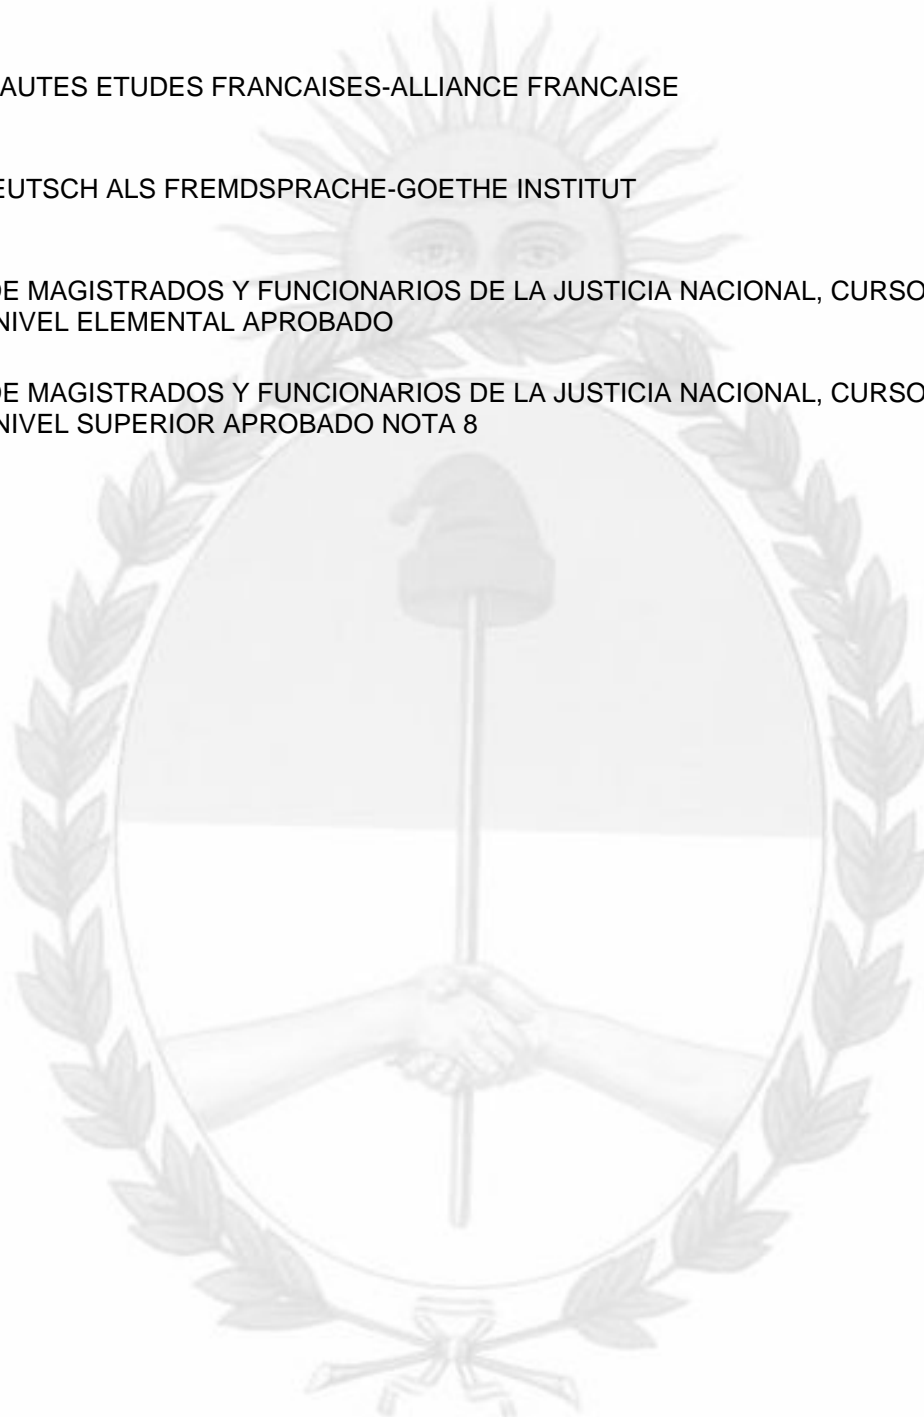 AUTES ETUDES FRANCAISES-ALLIANCE FRANCAISE
EUTSCH ALS FREMDSPRACHE-GOETHE INSTITUT
DE MAGISTRADOS Y FUNCIONARIOS DE LA JUSTICIA NACIONAL, CURSO
NIVEL ELEMENTAL APROBADO
DE MAGISTRADOS Y FUNCIONARIOS DE LA JUSTICIA NACIONAL, CURSO
NIVEL SUPERIOR APROBADO NOTA 8